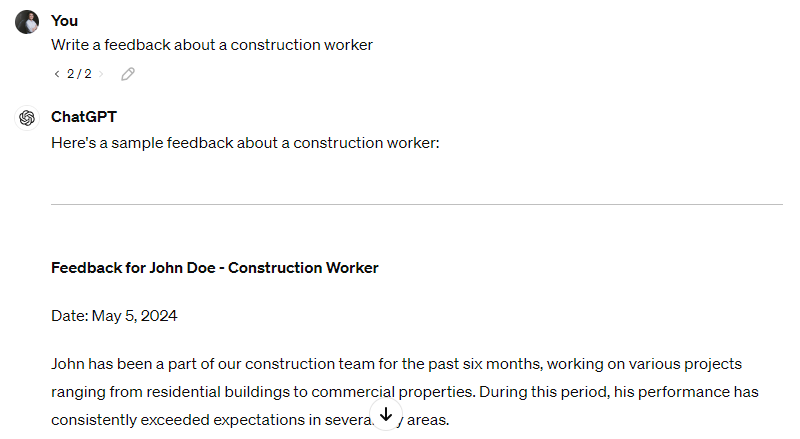 You
Write a feedback about a construction worker
< 2 / 2 >
ChatGPT
Here's a sample feedback about a construction worker:
Feedback for John Doe - Construction Worker
Date: May 5, 2024
John has been a part of our construction team for the past six months, working on various projects
ranging from residential buildings to commercial properties. During this period, his performance has
consistently exceeded expectations in areas.